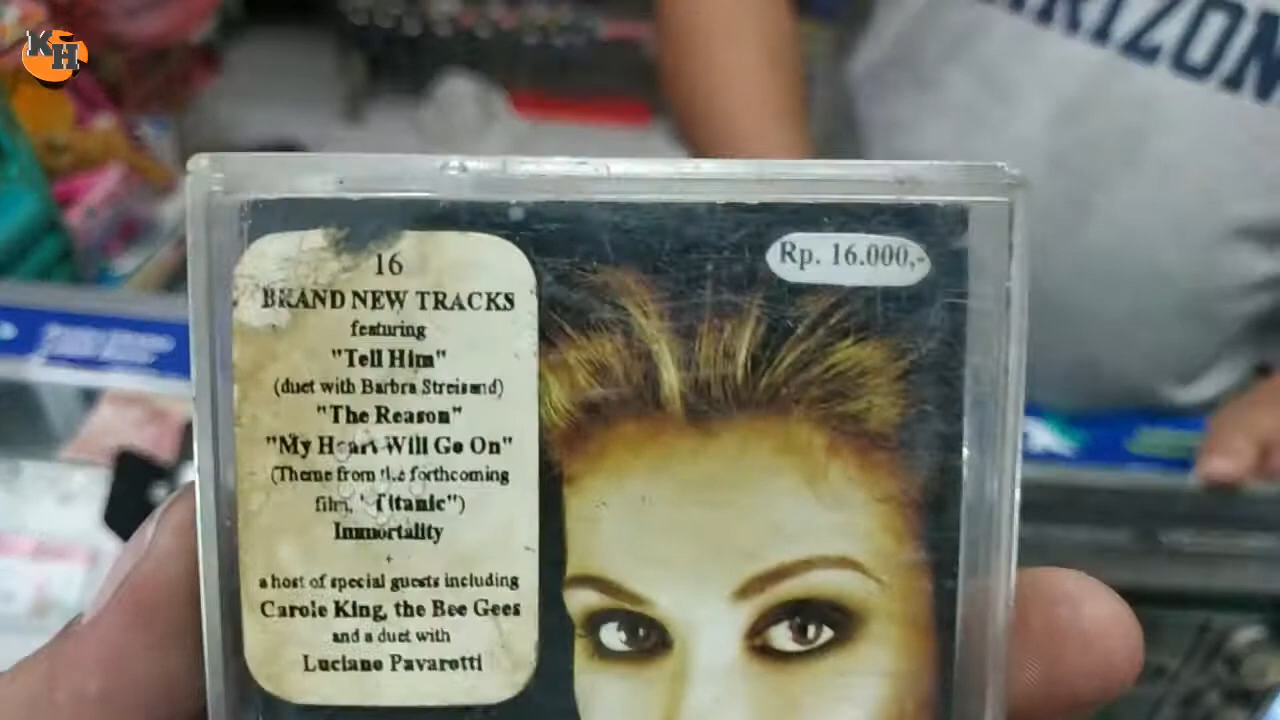 KH
ARIZON
Rp. 16.000,-
16
BRAND NEW TRACKS
featuring
"Tell Him"
(duet with Barbra Streisand)
"The Reason"
"My Heart Will Go On"
(Theme from the forthcoming
film, "Titanic")
Immortality
+
a host of special guests including
Carole King, the Bee Gees
and a duet with
Luciano Pavarotti